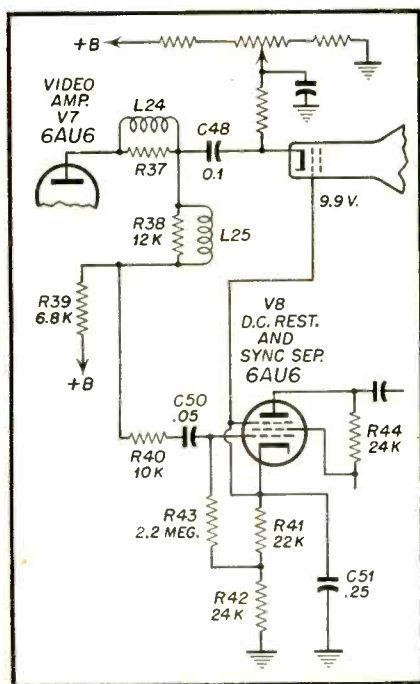 +B
VIDEO
AMP.
V7
6AU6
L24
C48
0.1
R37
9.9 V.
R38
12 K
L25
R39
6.8 K
+B
V8
D.C. REST.
AND
SYNC SEP.
6AU6
C50
.05
R40
10 K
R44
24 K
R43
2.2 MEG.
R41
22 K
R42
24 K
C51
.25